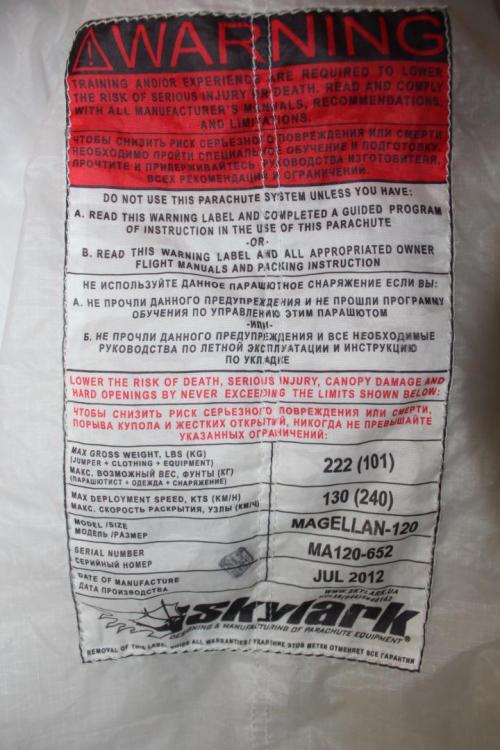 WARNING
TRAINING AND/OR EXPERIENCE ARE REQUIRED TO LOWER
THE RISK OF SERIOUS INJURY OR DEATH. READ AND COMPLY
WITH ALL MANUFACTURER'S MANUALS, RECOMMENDATIONS,
AND LIMITATIONS.
ЧТОБЫ СНИЗИТЬ РИСК СЕРЬЕЗНОГО ПОВРЕЖДЕНИЯ ИЛИ СМЕРТИ
НЕОБХОДИМО ПРОЙТИ СПЕЦИАЛЬНОЕ ОБУЧЕНИЕ И ПОДГОТОВКУ.
ПРОЧТИТЕ И ПРИДЕРЖИВАЙТЕСЬ РУКОВОДСТВА ИЗГОТОВИТЕЛЯ,
ВСЕХ РЕКОМЕНДАЦИЙ И ОГРАНИЧЕНИЙ.
DO NOT USE THIS PARACHUTE SYSTEM UNLESS YOU HAVE:
A. READ THIS WARNING LABEL AND COMPLETED A GUIDED PROGRAM
OF INSTRUCTION IN THE USE OF THIS PARACHUTE
-OR-
B. READ THIS WARNING LABEL AND ALL APPROPRIATED OWNER
FLIGHT MANUALS AND PACKING INSTRUCTION
НЕ ИСПОЛЬЗУЙТЕ ДАННОЕ ПАРАШЮТНОЕ СНАРЯЖЕНИЕ ЕСЛИ ВЫ:
А. НЕ ПРОЧЛИ ДАННОГО ПРЕДУПРЕЖДЕНИЯ И НЕ ПРОШЛИ ПРОГРАММУ
ОБУЧЕНИЯ ПО УПРАВЛЕНИЮ ЭТИМ ПАРАШЮТОМ
-ИЛИ-
Б. НЕ ПРОЧЛИ ДАННОГО ПРЕДУПРЕЖДЕНИЯ И ВСЕ НЕОБХОДИМЫЕ
РУКОВОДСТВА ПО ЛЕТНОЙ ЭКСПЛУАТАЦИИ И ИНСТРУКЦИЮ
ПО УКЛАДКЕ
LOWER THE RISK OF DEATH, SERIOUS INJURY, CANOPY DAMAGE AND
HARD OPENINGS BY NEVER EXCEEDING THE LIMITS SHOWN BELOW:
ЧТОБЫ СНИЗИТЬ РИСК СЕРЬЕЗНОГО ПОВРЕЖДЕНИЯ ИЛИ СМЕРТИ,
ПОРЫВА КУПОЛА И ЖЕСТКИХ ОТКРЫТИЙ, НИКОГДА НЕ ПРЕВЫШАЙТЕ
УКАЗАННЫХ ОГРАНИЧЕНИЙ:
MAX GROSS WEIGHT, LBS (KG)
(JUMPER + CLOTHING + EQUIPMENT)
МАКС. ВОЗМОЖНЫЙ ВЕС, ФУНТЫ (КГ)
(ПАРАШЮТИСТ + ОДЕЖДА + СНАРЯЖЕНИЕ)
222 (101)
MAX DEPLOYMENT SPEED, KTS (KM/H)
МАКС. СКОРОСТЬ РАСКРЫТИЯ, УЗЛЫ (КМ/Ч)
130 (240)
MODEL/SIZE
МОДЕЛЬ/РАЗМЕР
MAGELLAN-120
SERIAL NUMBER
СЕРИЙНЫЙ НОМЕР
MA120-652
DATE OF MANUFACTURE
ДАТА ПРОИЗВОДСТВА
JUL 2012
WWW.SKYLARK.UA
skylark®
DESIGNING & MANUFACTURING OF PARACHUTE EQUIPMENT
REMOVAL OF THIS LABEL VOIDS ALL WARRANTIES/УДАЛЕНИЕ ЭТОЙ МЕТКИ ОТМЕНЯЕТ ВСЕ ГАРАНТИИ